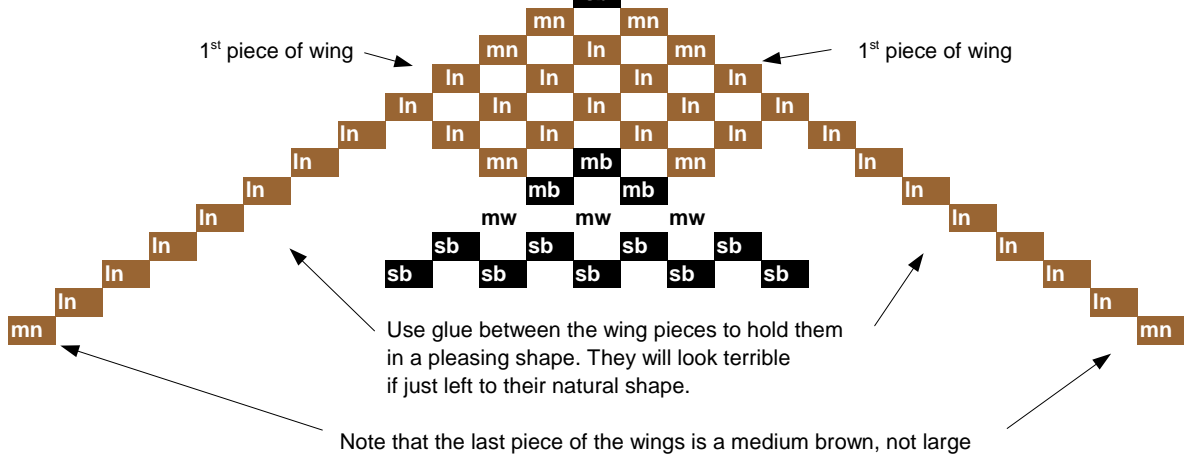 mn mn
1st piece of wing mn ln mn 1st piece of wing
ln ln ln ln
ln ln ln ln ln
ln ln ln ln ln ln
ln mn mb mn ln
ln mb mb ln
ln mw mw mw ln
ln sb sb sb sb ln
ln sb sb sb sb sb ln
ln ln
mn mn
Use glue between the wing pieces to hold them
in a pleasing shape. They will look terrible
if just left to their natural shape.
Note that the last piece of the wings is a medium brown, not large